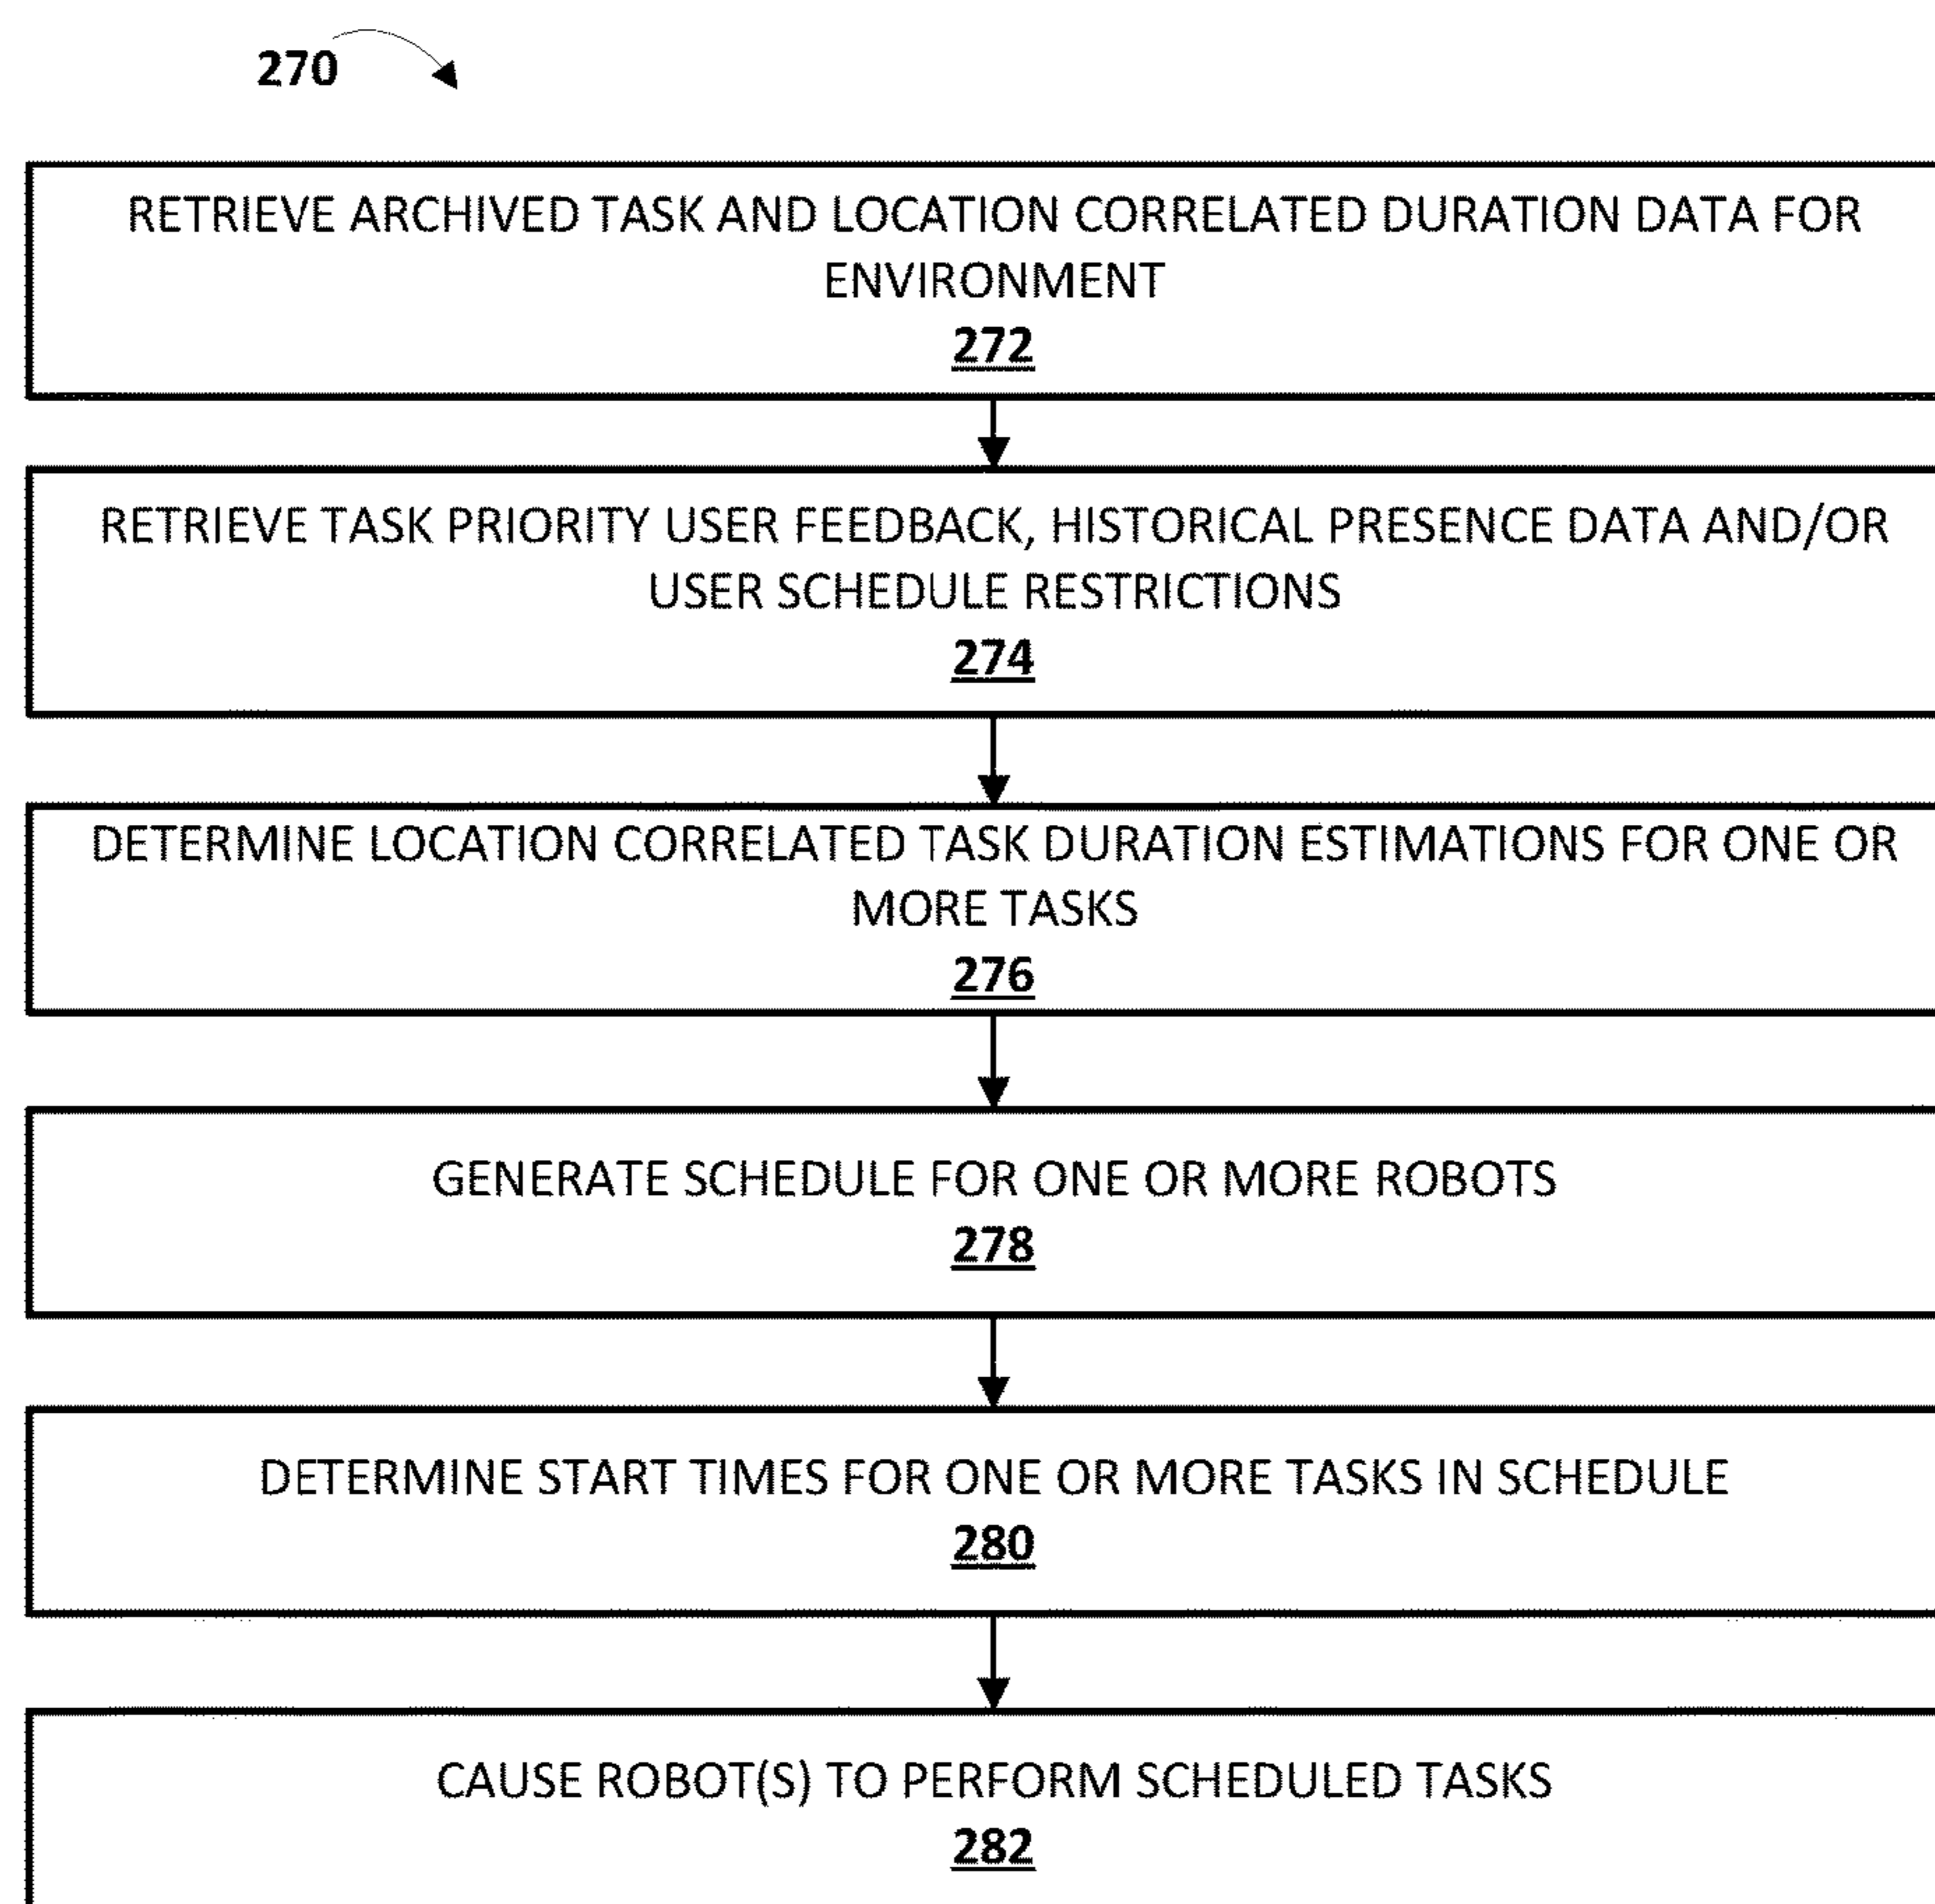 270
RETRIEVE ARCHIVED TASK AND LOCATION CORRELATED DURATION DATA FOR
ENVIRONMENT
272
RETRIEVE TASK PRIORITY USER FEEDBACK, HISTORICAL PRESENCE DATA AND/OR
USER SCHEDULE RESTRICTIONS
274
DETERMINE LOCATION CORRELATED TASK DURATION ESTIMATIONS FOR ONE OR
MORE TASKS
276
GENERATE SCHEDULE FOR ONE OR MORE ROBOTS
278
DETERMINE START TIMES FOR ONE OR MORE TASKS IN SCHEDULE
280
CAUSE ROBOT(S) TO PERFORM SCHEDULED TASKS
282